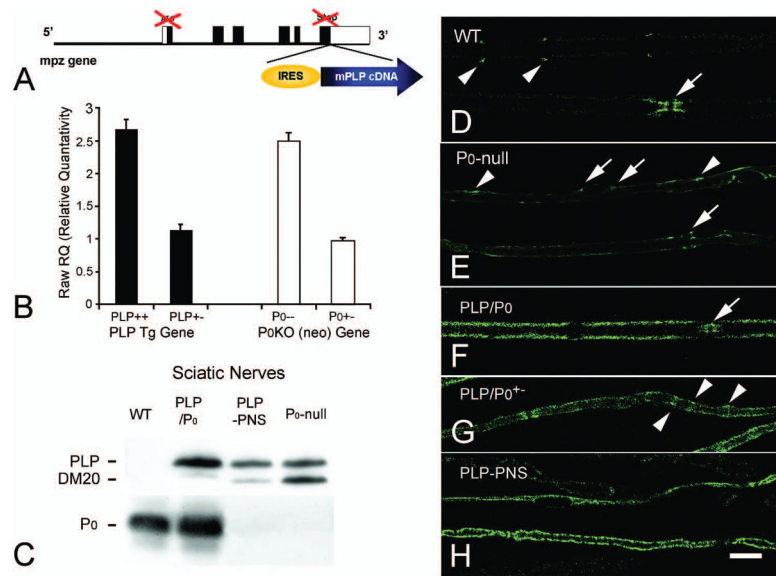 5'
Stop
3'
mpz gene
IRES
mPLP cDNA
A
Raw RQ (Relative Quantativity)
3
2.5
2
1.5
1
0.5
0
PLP++
PLP+-
P0--
P0+-
PLP Tg Gene
P0KO (neo) Gene
B
Sciatic Nerves
WT
PLP
/P0
PLP
-PNS
P0-null
PLP
DM20
P0
C
WT
D
P0-null
E
PLP/P0
F
PLP/P0+-
G
PLP-PNS
H